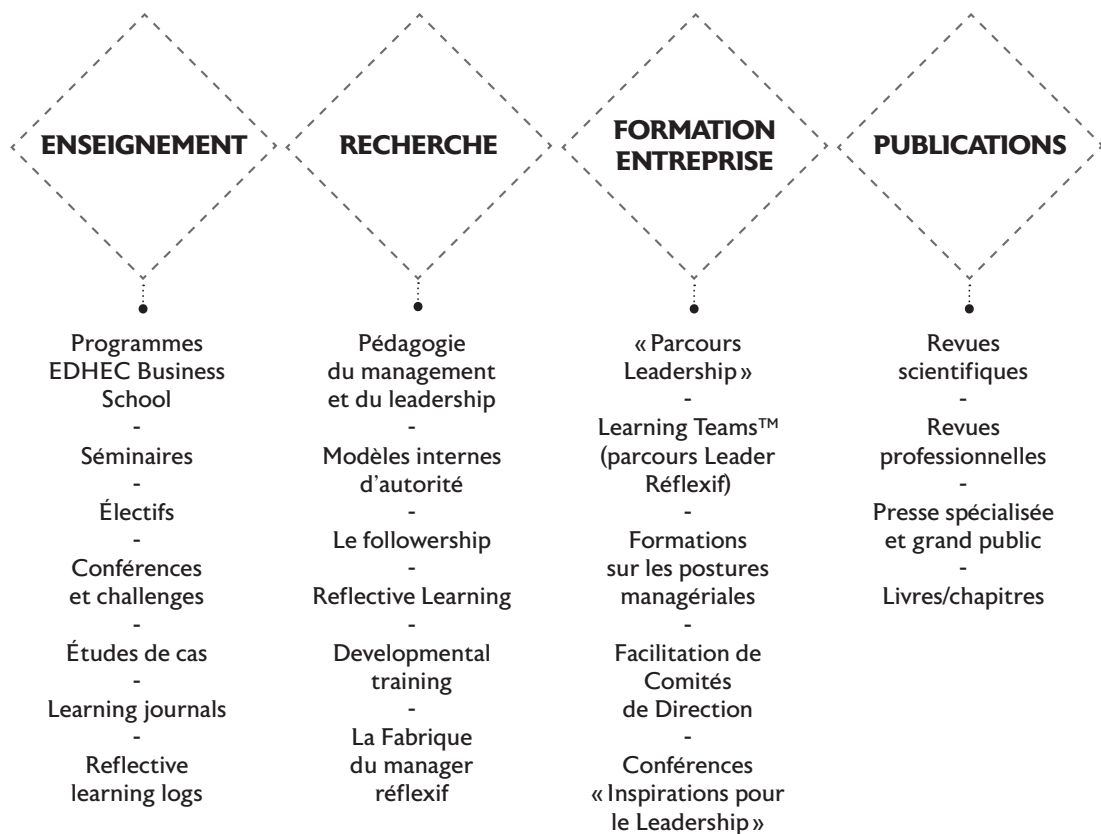 ENSEIGNEMENT
Programmes
EDHEC Business
School
-
Séminaires
-
Électifs
-
Conférences
et challenges
-
Études de cas
-
Learning journals
-
Reflective
learning logs
RECHERCHE
Pédagogie
du management
et du leadership
-
Modèles internes
d'autorité
-
Le followership
-
Reflective Learning
-
Developmental
training
-
La Fabrique
du manager
réflexif
FORMATION
ENTREPRISE
« Parcours
Leadership »
-
Learning Teams™
(parcours Leader
Réflexif)
-
Formations
sur les postures
managériales
-
Facilitation de
Comités
de Direction
-
Conférences
« Inspirations pour
le Leadership »
PUBLICATIONS
Revues
scientifiques
-
Revues
professionnelles
-
Presse spécialisée
et grand public
-
Livres/chapitres